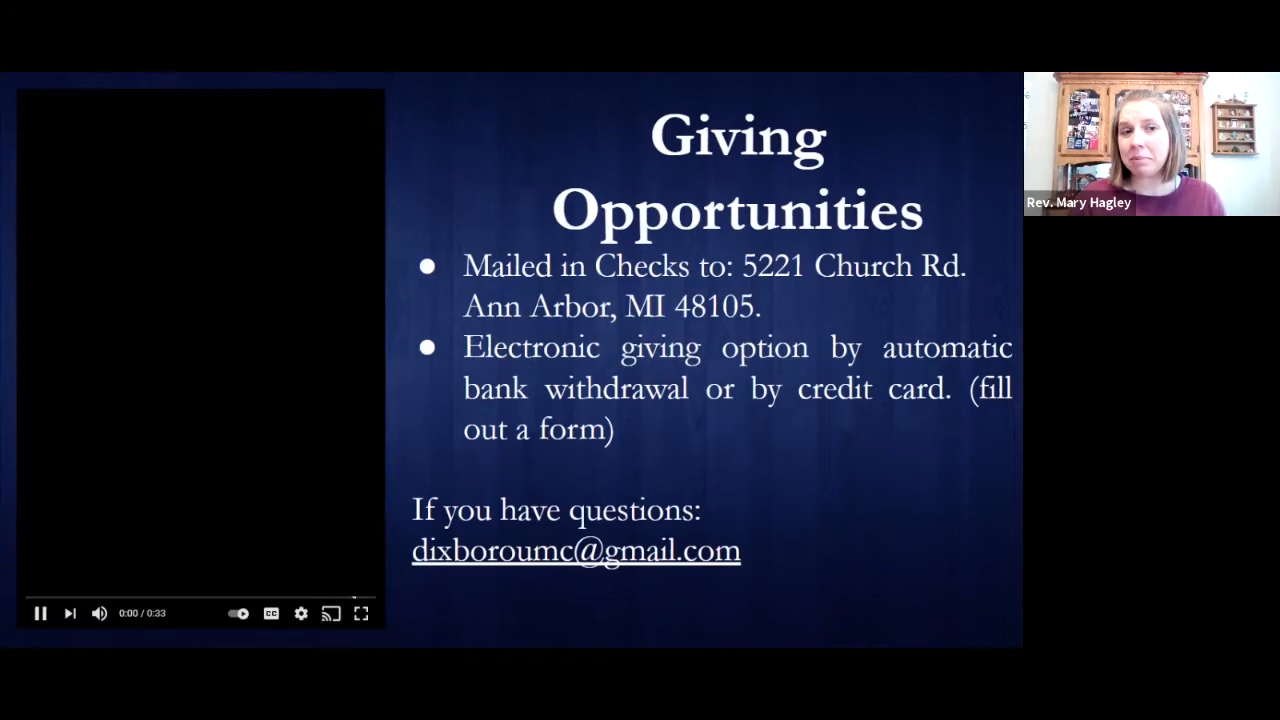 Giving
Opportunities
● Mailed in Checks to: 5221 Church Rd.
Ann Arbor, MI 48105.
● Electronic giving option by automatic
bank withdrawal or by credit card. (fill
out a form)
If you have questions:
dixboroumc@gmail.com
0:00 / 0:33
CC
Rev. Mary Hagley